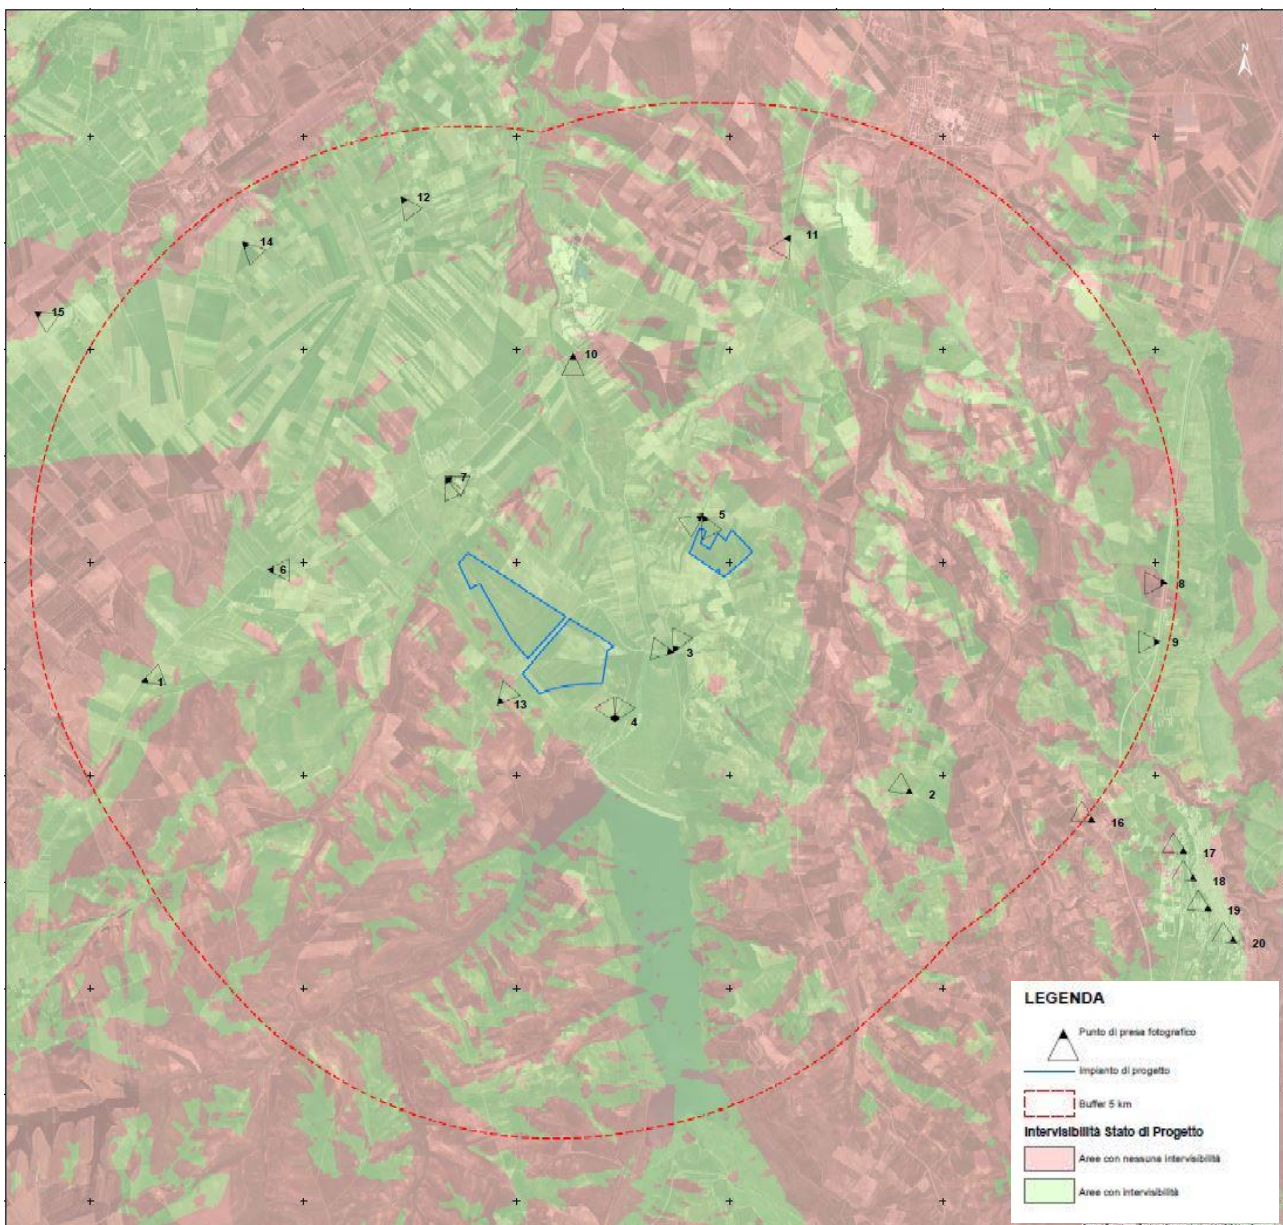 N
12
14
11
15
10
7
5
6
8
3
9
1
13
4
2
16
17
18
19
20
LEGENDA
Punto di presa fotografico
Impianto di progetto
Buffer 5 km
Intervisibilità Stato di Progetto
Aree con nessuna intervisibilità
Aree con intervisibilità